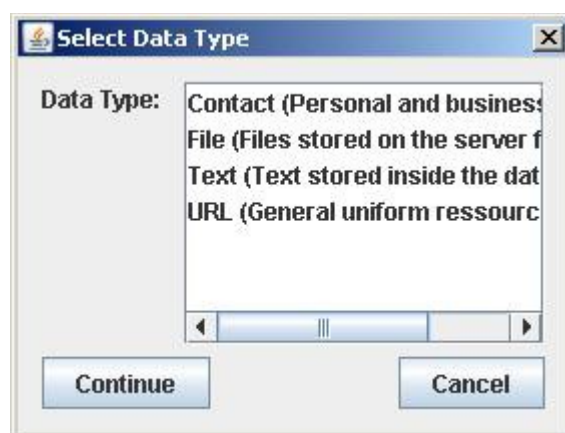 Select Data Type
Data Type:
Contact (Personal and business
File (Files stored on the server f
Text (Text stored inside the dat
URL (General uniform ressourc
Continue
Cancel